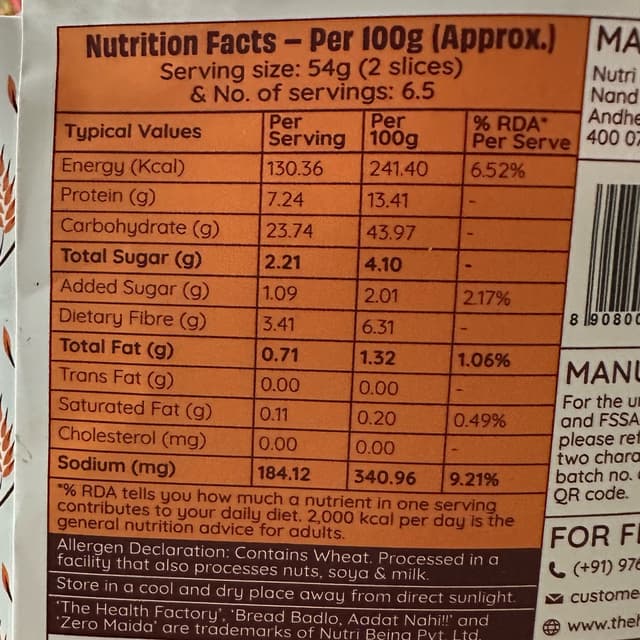 Nutrition Facts – Per 100g (Approx.)
Serving size: 54g (2 slices)
& No. of servings: 6.5
Typical Values Per Serving Per 100g % RDA* Per Serve
Energy (Kcal) 130.36 241.40 6.52%
Protein (g) 7.24 13.41 -
Carbohydrate (g) 23.74 43.97 -
Total Sugar (g) 2.21 4.10 -
Added Sugar (g) 1.09 2.01 2.17%
Dietary Fibre (g) 3.41 6.31 -
Total Fat (g) 0.71 1.32 1.06%
Trans Fat (g) 0.00 0.00 -
Saturated Fat (g) 0.11 0.20 0.49%
Cholesterol (mg) 0.00 0.00 -
Sodium (mg) 184.12 340.96 9.21%
*% RDA tells you how much a nutrient in one serving
contributes to your daily diet. 2,000 kcal per day is the
general nutrition advice for adults.
Allergen Declaration: Contains Wheat. Processed in a
facility that also processes nuts, soya & milk.
Store in a cool and dry place away from direct sunlight.
'The Health Factory', 'Bread Badlo, Aadat Nahi!!' and
'Zero Maida' are trademarks of Nutri Being Pvt. Ltd.
MA
Nutri
Nand
Andhe
400 07
8 90800
MANU
For the u
and FSSA
please ref
two chara
batch no.
QR code.
FOR F
(+91) 976
custome
www.the